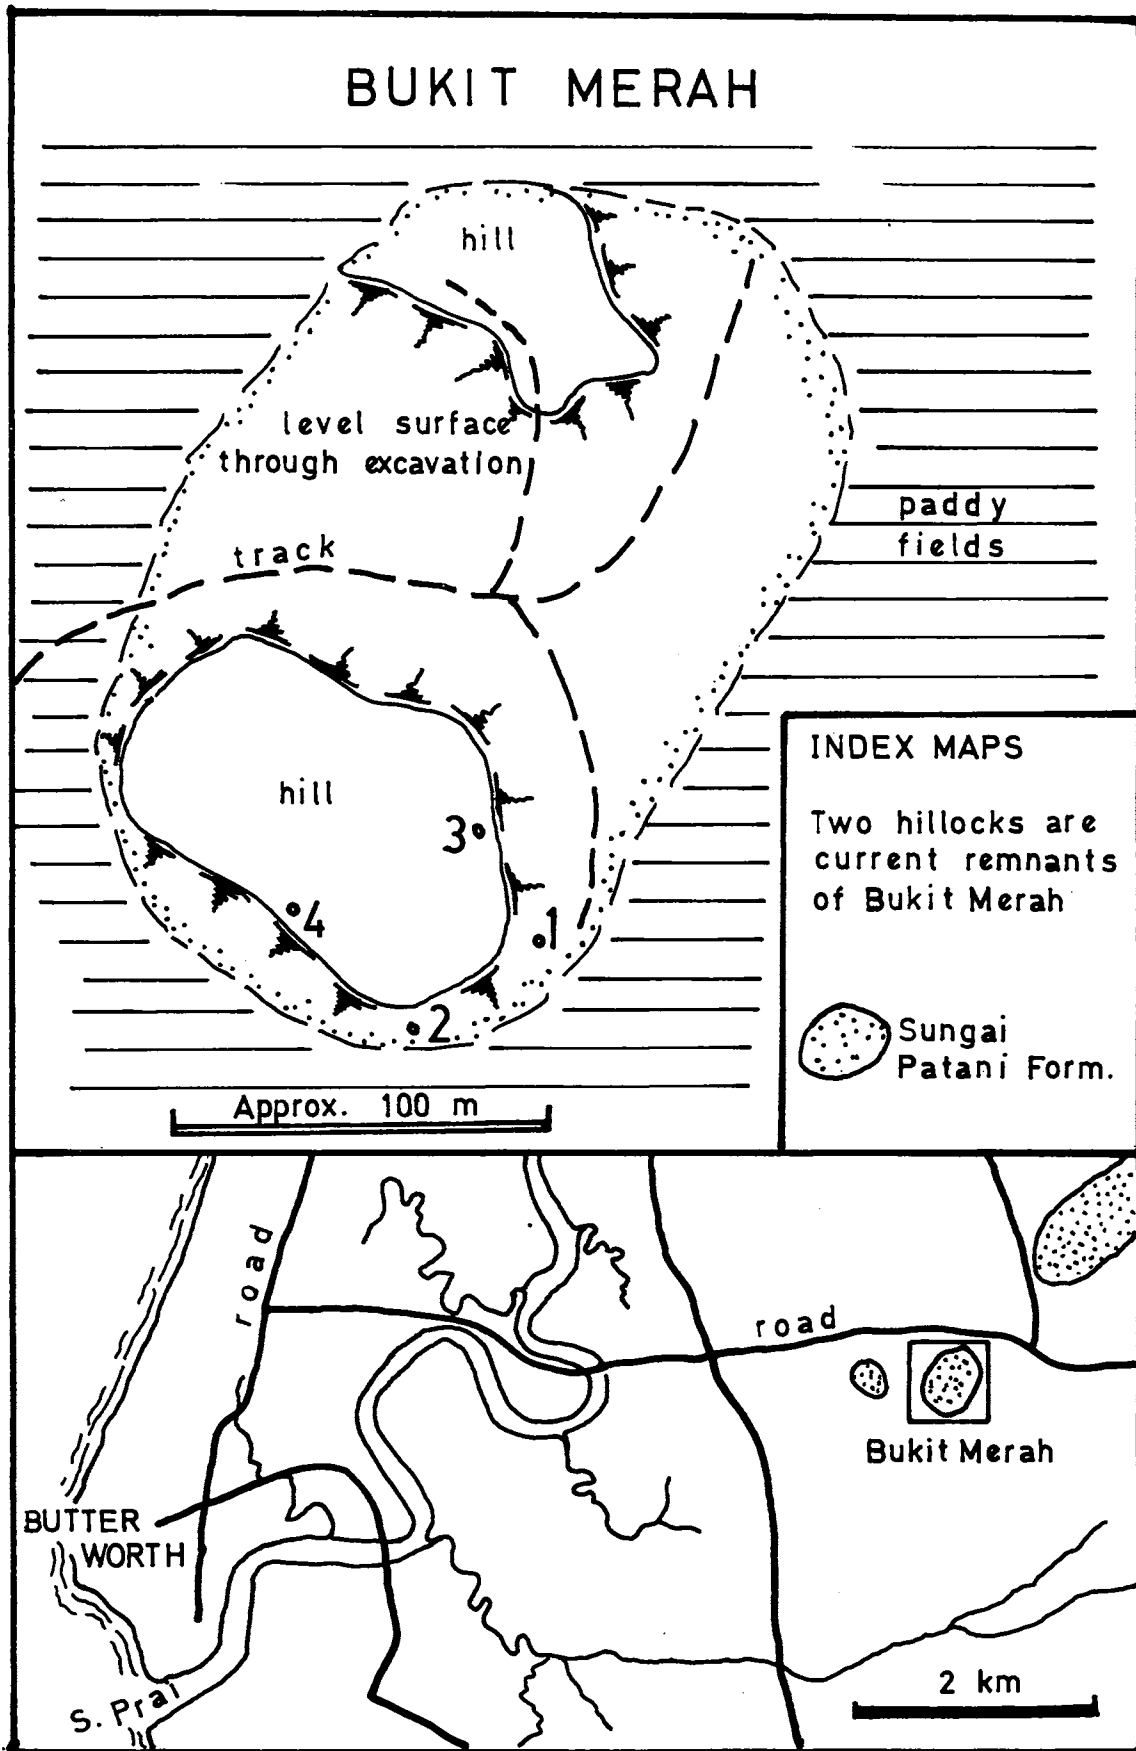 BUKIT MERAH
hill
level surface
through excavation
paddy
fields
track
hill
3
4
1
2
Approx. 100 m
INDEX MAPS
Two hillocks are
current remnants
of Bukit Merah
Sungai
Patani Form.
road
road
Bukit Merah
BUTTER
WORTH
S. Prai
2 km